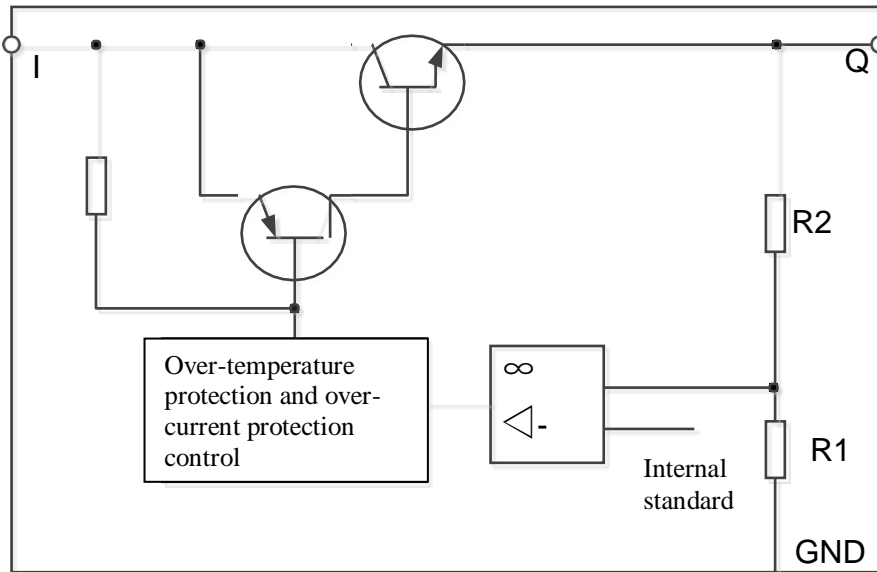 I
Q
R2
Over-temperature
protection and over-
current protection
control
∞
-
R1
Internal
standard
GND